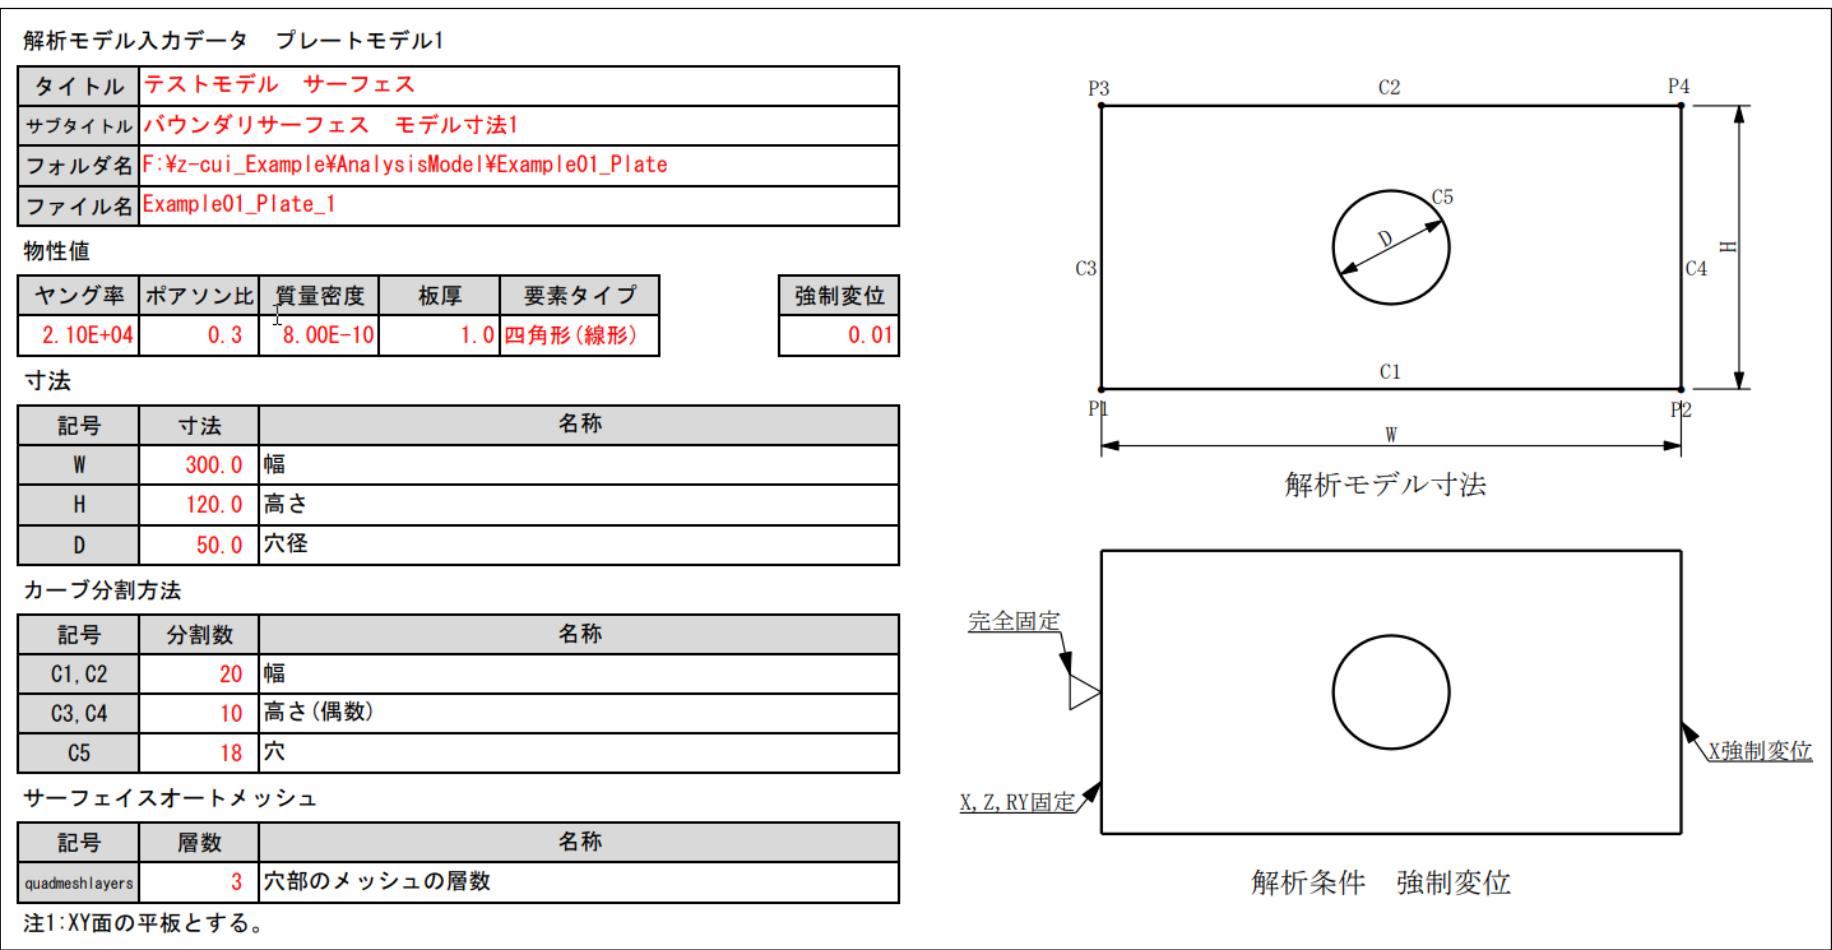 解析モデル入力データ　プレートモデル1
タイトル テストモデル　サーフェス
サブタイトル バウンダリサーフェス　モデル寸法1
フォルダ名 F:¥z-cui_Example¥AnalysisModel¥Example01_Plate
ファイル名 Example01_Plate_1
物性値
ヤング率 ポアソン比 質量密度 板厚 要素タイプ 強制変位
2.10E+04 0.3 8.00E-10 1.0 四角形(線形) 0.01
寸法
記号 寸法 名称
W 300.0 幅
H 120.0 高さ
D 50.0 穴径
カーブ分割方法
記号 分割数 名称
C1,C2 20 幅
C3,C4 10 高さ(偶数)
C5 18 穴
サーフェイスオートメッシュ
記号 層数 名称
quadmeshlayers 3 穴部のメッシュの層数
注1:XY面の平板とする。
P3 C2 P4
C5
D
H
C3 C4
C1
P1 P2
W
解析モデル寸法
完全固定
X強制変位
X,Z,RY固定
解析条件　強制変位